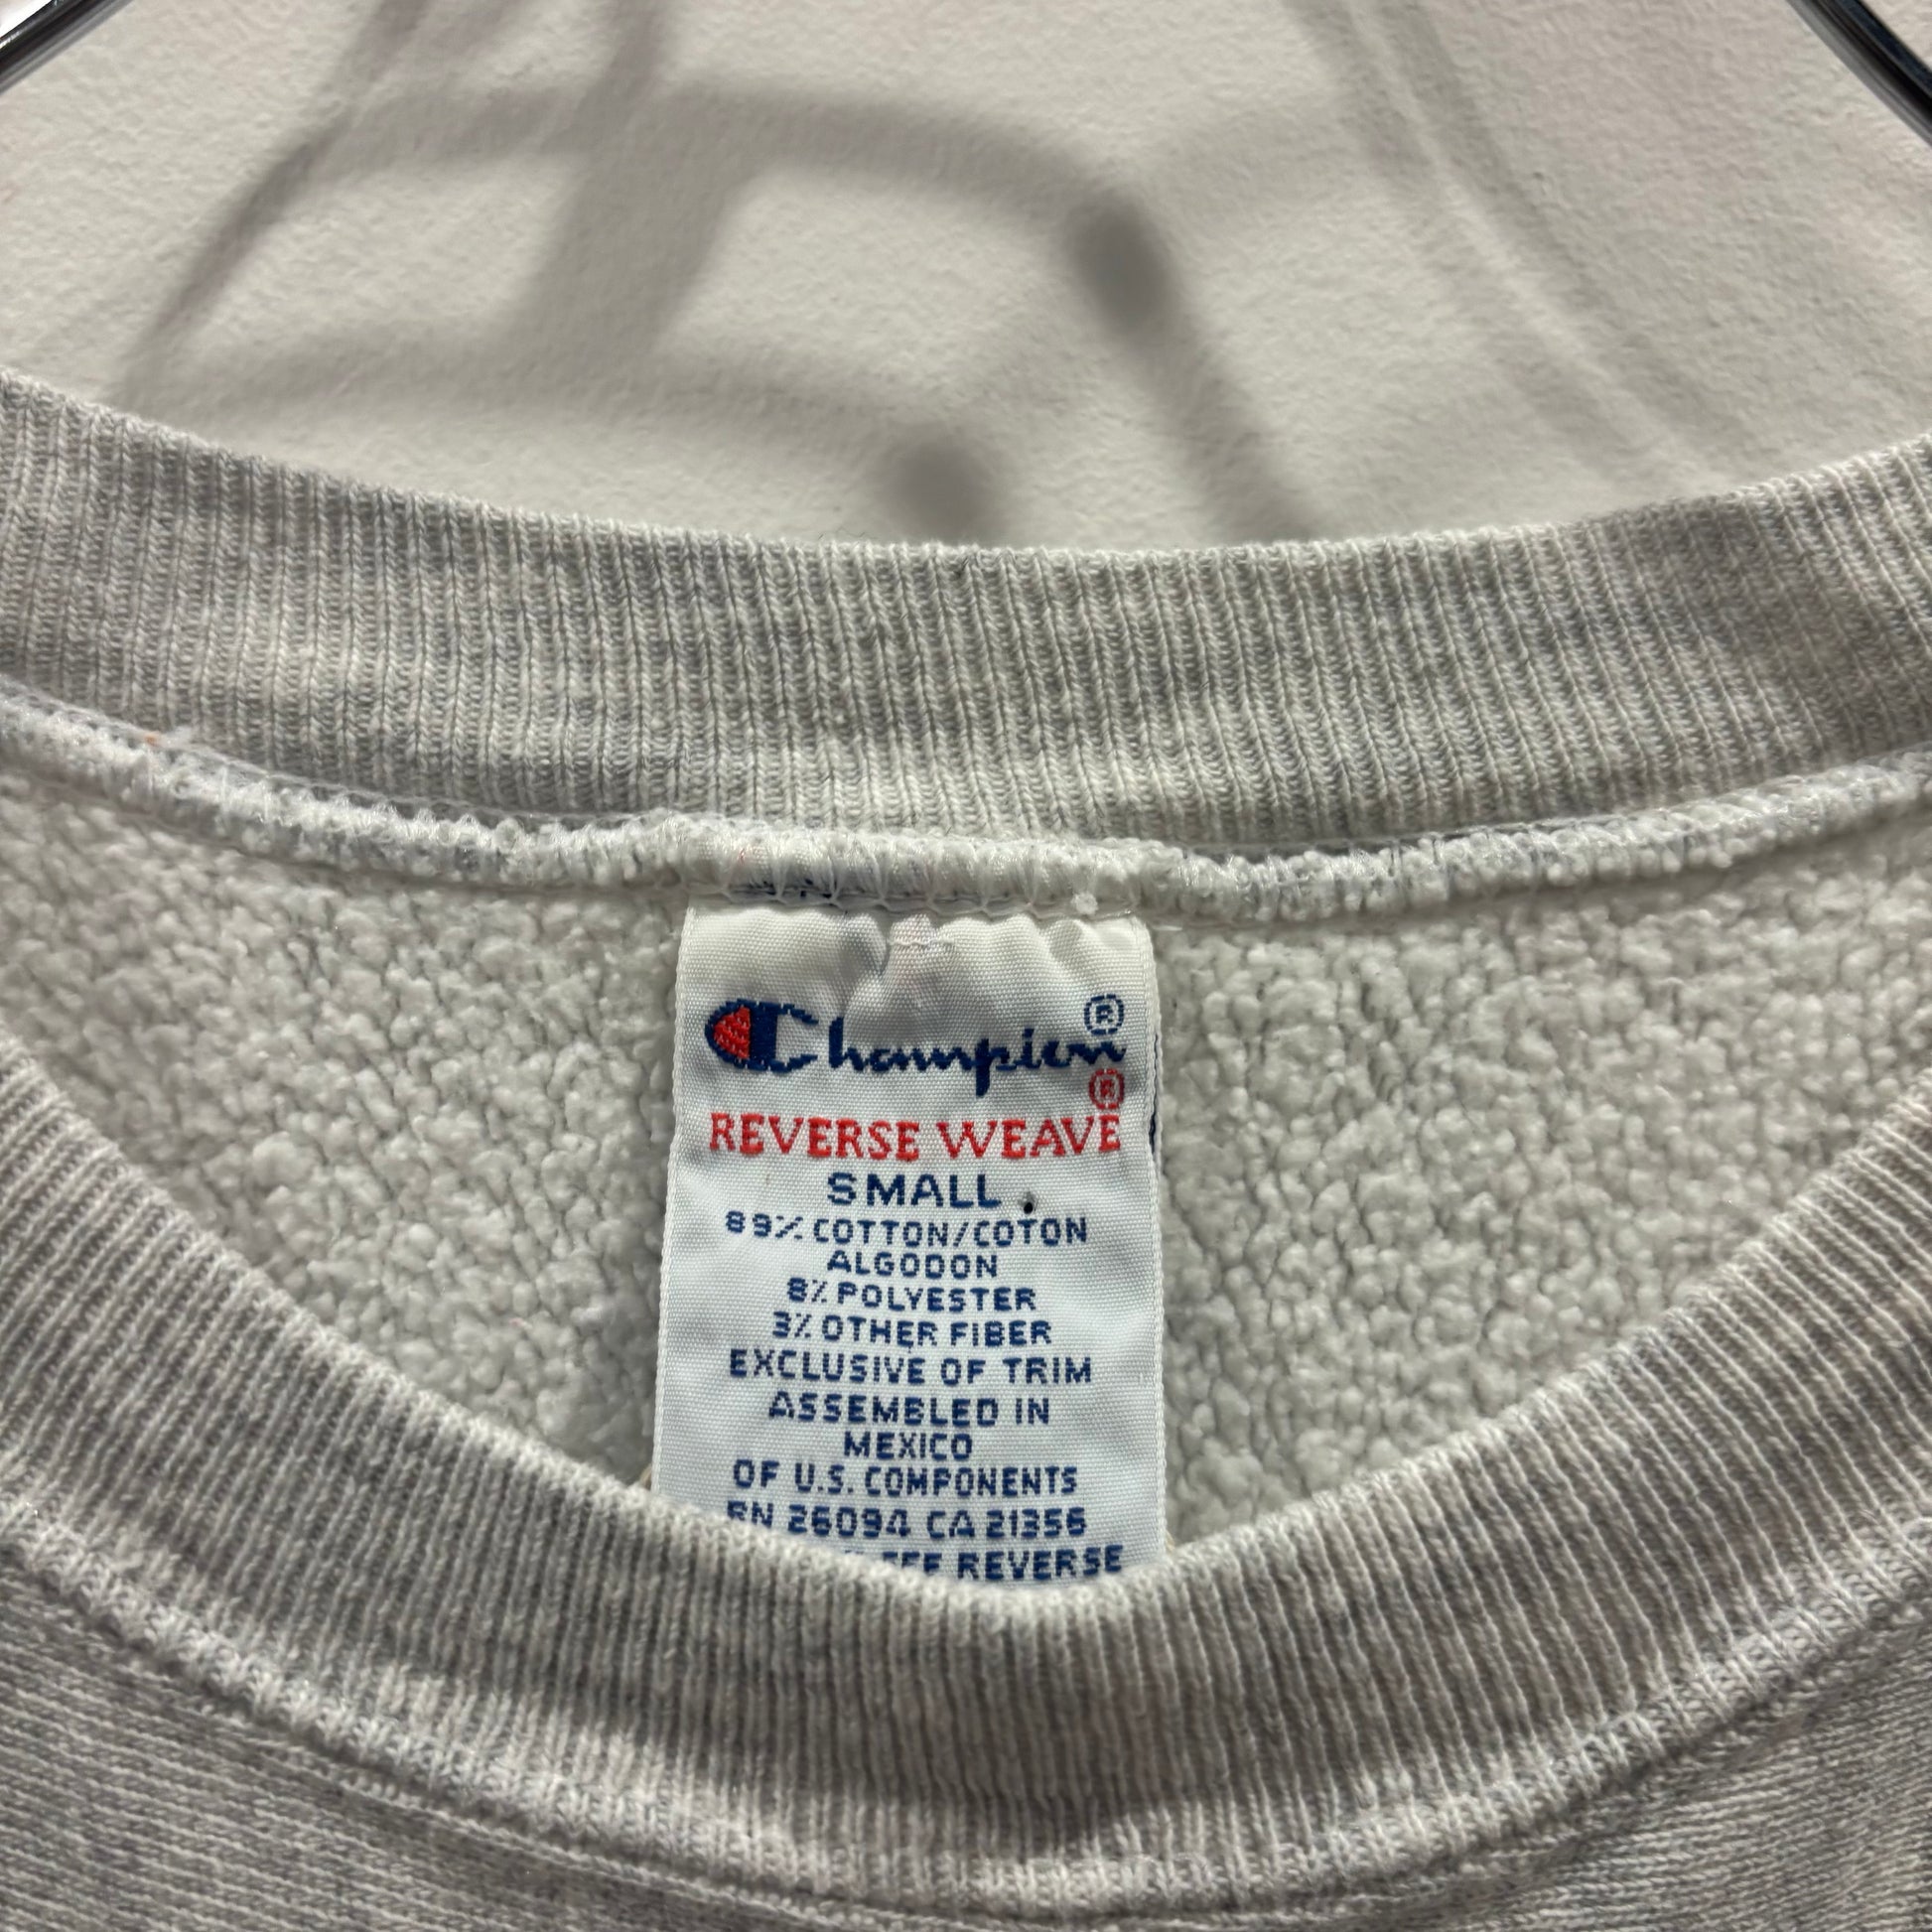 Champion®
REVERSE WEAVE®
SMALL
89% COTTON/COTON
ALGODON
8% POLYESTER
3% OTHER FIBER
EXCLUSIVE OF TRIM
ASSEMBLED IN
MEXICO
OF U.S. COMPONENTS
RN 26094 CA 21356
REVERSE